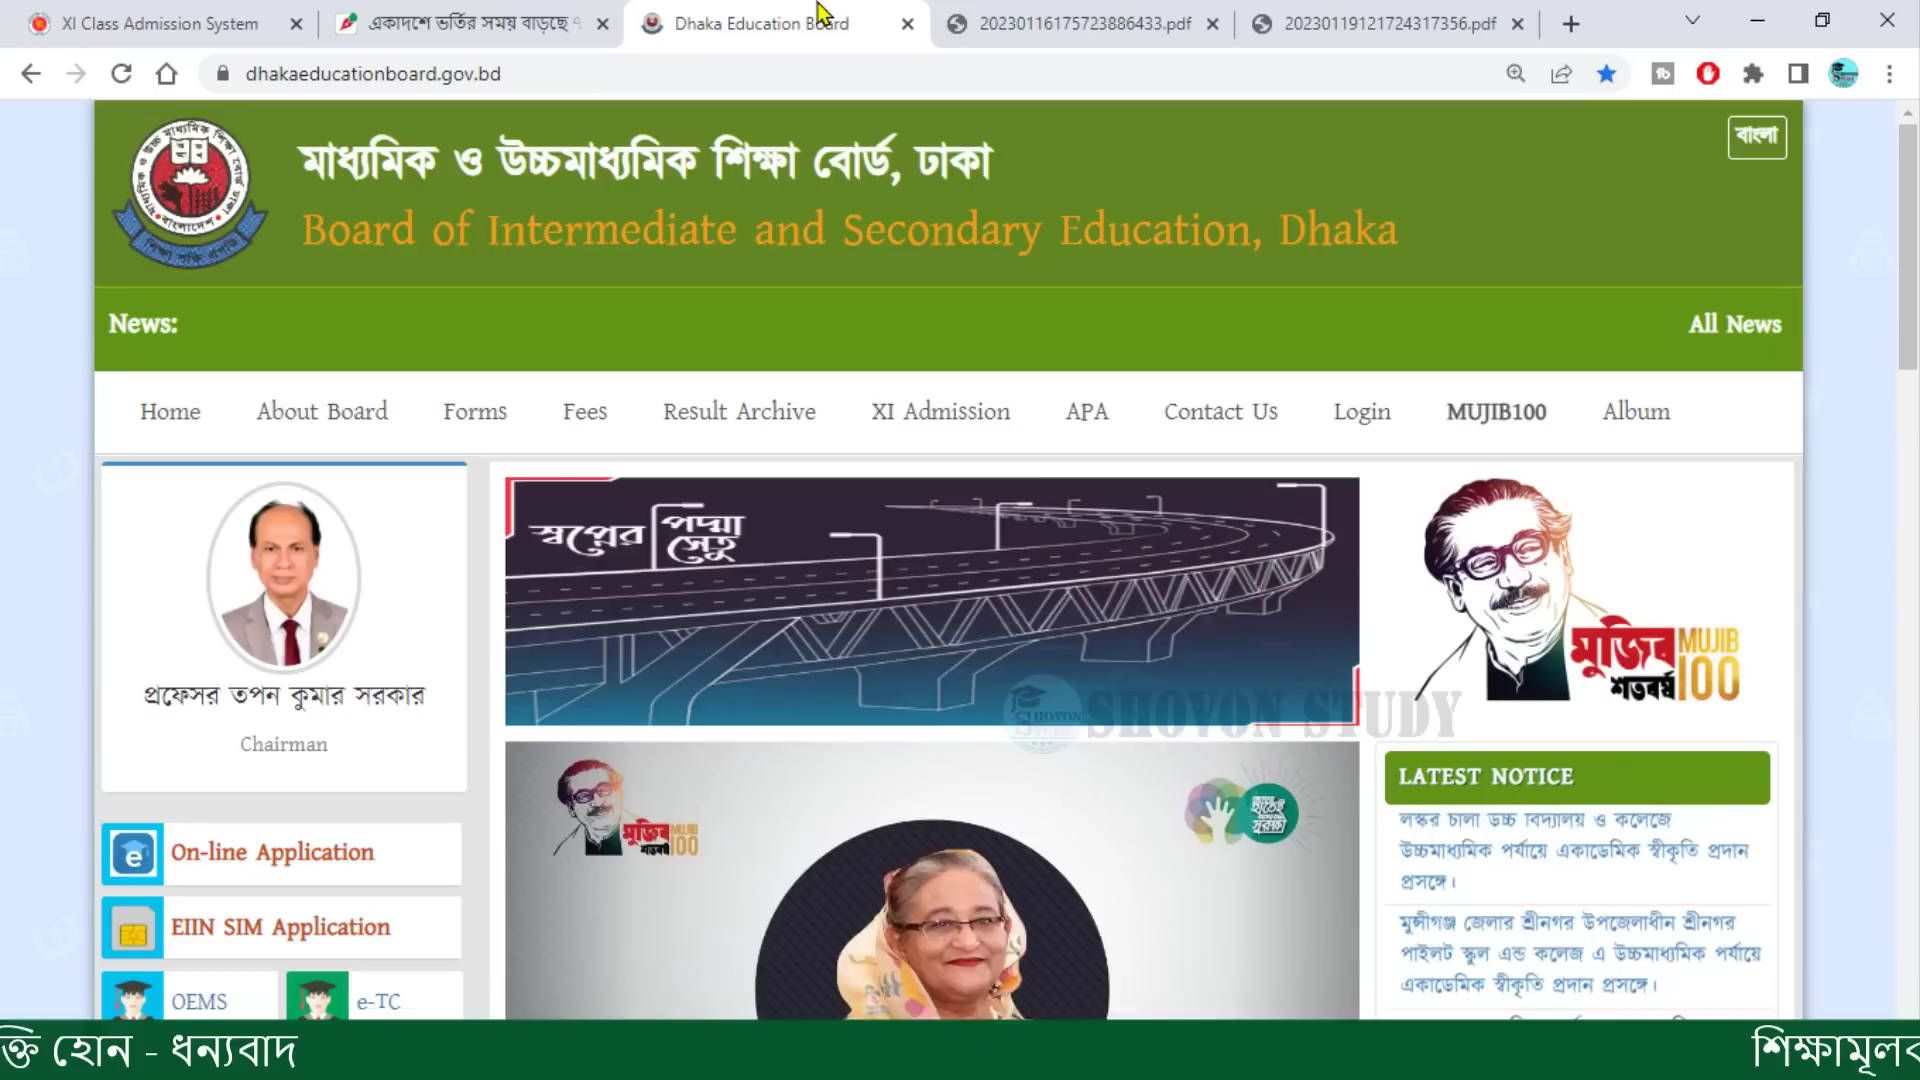 XI Class Admission System
একাদশে ভর্তির সময় বাড়ছে
Dhaka Education Board
20230116175723886433.pdf
20230119121724317356.pdf
dhakaeducationboard.gov.bd
বাংলা
মাধ্যমিক ও উচ্চমাধ্যমিক শিক্ষা বোর্ড, ঢাকা
Board of Intermediate and Secondary Education, Dhaka
News:
All News
Home
About Board
Forms
Fees
Result Archive
XI Admission
APA
Contact Us
Login
MUJIB100
Album
প্রফেসর তপন কুমার সরকার
Chairman
On-line Application
EIIN SIM Application
OEMS
e-TC
স্বপ্নের পদ্মা সেতু
মুজিব MUJIB
শতবর্ষ 100
SHOVON STUDY
মুজিব MUJIB
শতবর্ষ 100
LATEST NOTICE
লস্কর চালা উচ্চ বিদ্যালয় ও কলেজে
উচ্চমাধ্যমিক পর্যায়ে একাডেমিক স্বীকৃতি প্রদান
প্রসঙ্গে।
মুন্সীগঞ্জ জেলার শ্রীনগর উপজেলাধীন শ্রীনগর
পাইলট স্কুল এন্ড কলেজ এ উচ্চমাধ্যমিক পর্যায়ে
একাডেমিক স্বীকৃতি প্রদান প্রসঙ্গে।
ক্তি হোন - ধন্যবাদ
শিক্ষামূলক